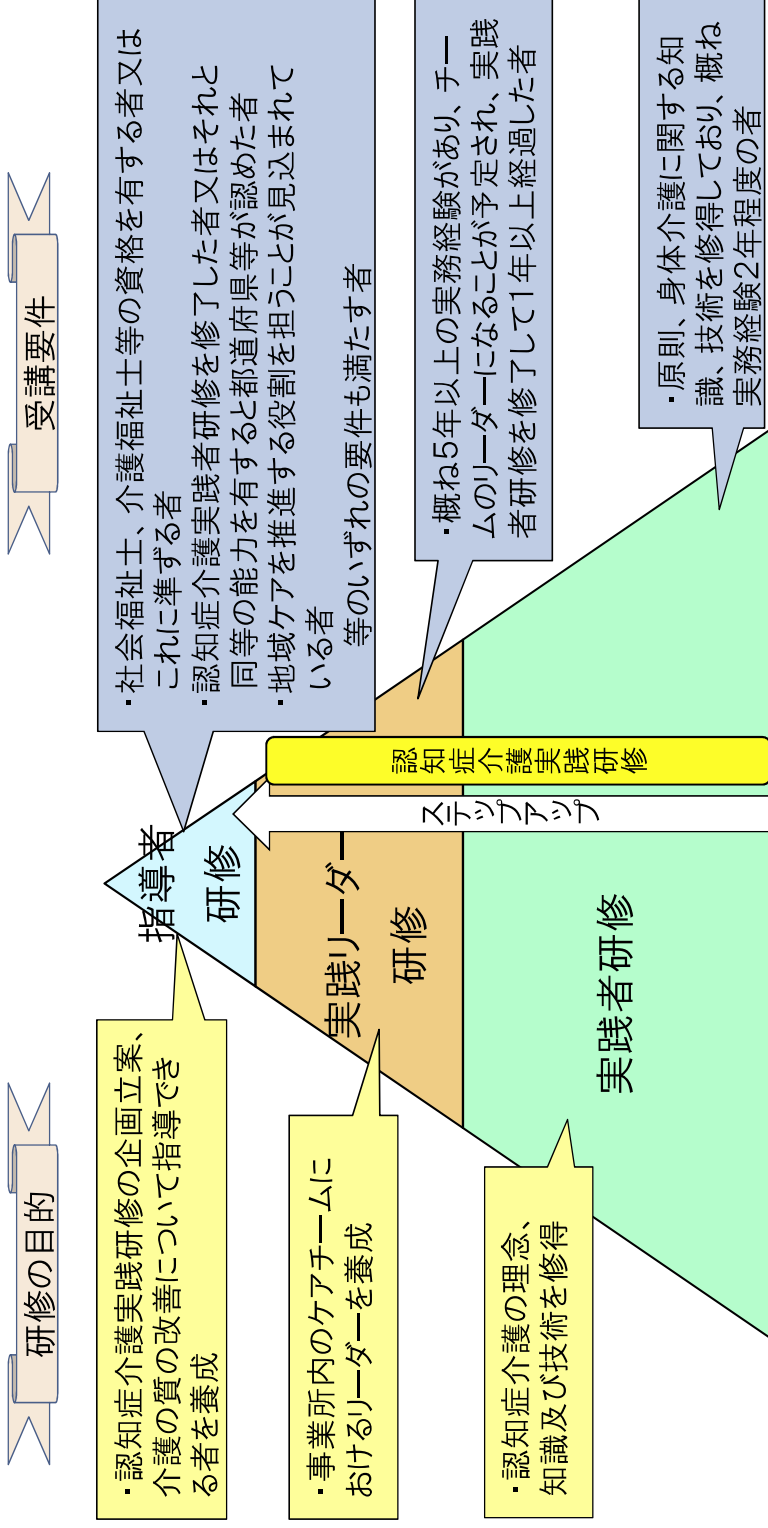 研修の目的
受講要件
・認知症介護実践研修の企画立案、
介護の質の改善について指導でき
る者を養成
指導者
研修
・社会福祉士、介護福祉士等の資格を有する者又は
これに準ずる者
・認知症介護実践者研修を修了した者又はそれと
同等の能力を有すると都道府県等が認めた者
・地域ケアを推進する役割を担うことが見込まれて
いる者
等のいずれの要件も満たす者
・事業所内のケアチームに
おけるリーダーを養成
実践リーダー
研修
・概ね5年以上の実務経験があり、チー
ムのリーダーになることが予定され、実践
者研修を修了して1年以上経過した者
・認知症介護の理念、
知識及び技術を修得
実践者研修
・原則、身体介護に関する知
識、技術を修得しており、概ね
実務経験2年程度の者
ステップアップ
認知症介護実践研修